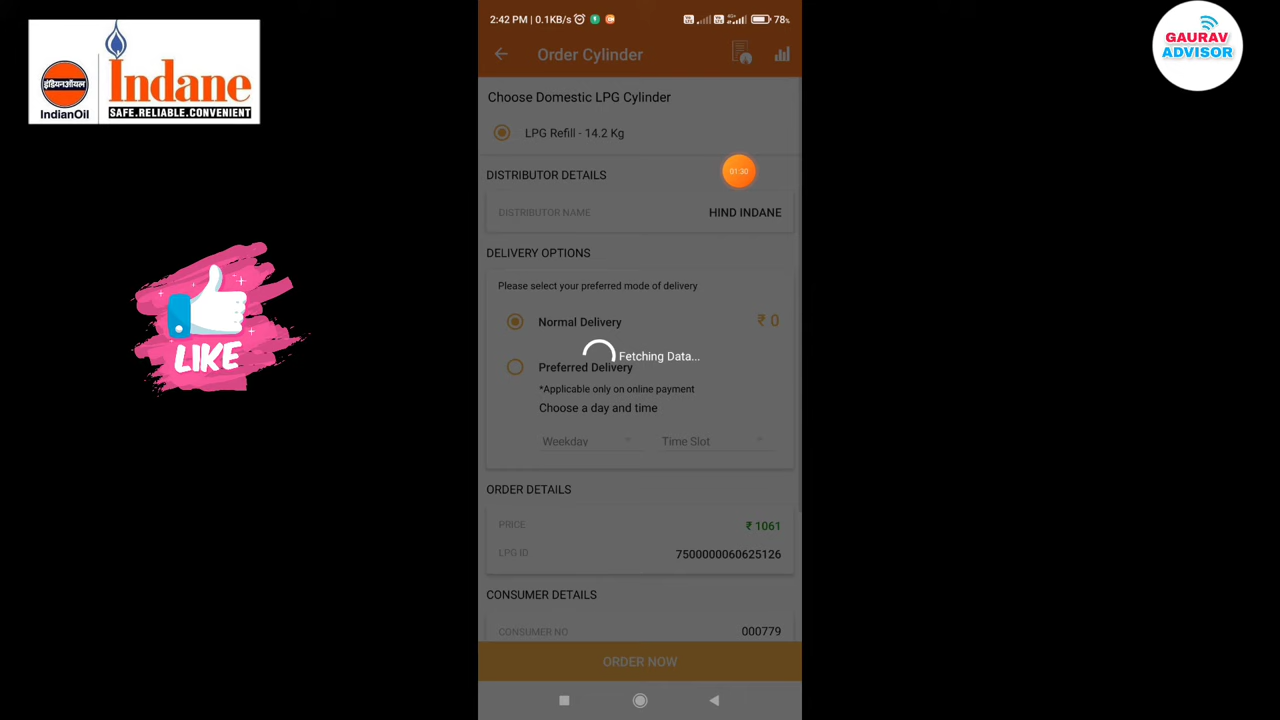 इंडियनऑयल
IndianOil
Indane
SAFE.RELIABLE.CONVENIENT
GAURAV
ADVISOR
LIKE
2:42 PM | 0.1KB/s
4G+
78%
Order Cylinder
Choose Domestic LPG Cylinder
LPG Refill - 14.2 Kg
01:30
DISTRIBUTOR DETAILS
DISTRIBUTOR NAME HIND INDANE
DELIVERY OPTIONS
Please select your preferred mode of delivery
Normal Delivery ₹ 0
Fetching Data...
Preferred Delivery
*Applicable only on online payment
Choose a day and time
Weekday Time Slot
ORDER DETAILS
PRICE ₹ 1061
LPG ID 7500000060625126
CONSUMER DETAILS
CONSUMER NO 000779
ORDER NOW